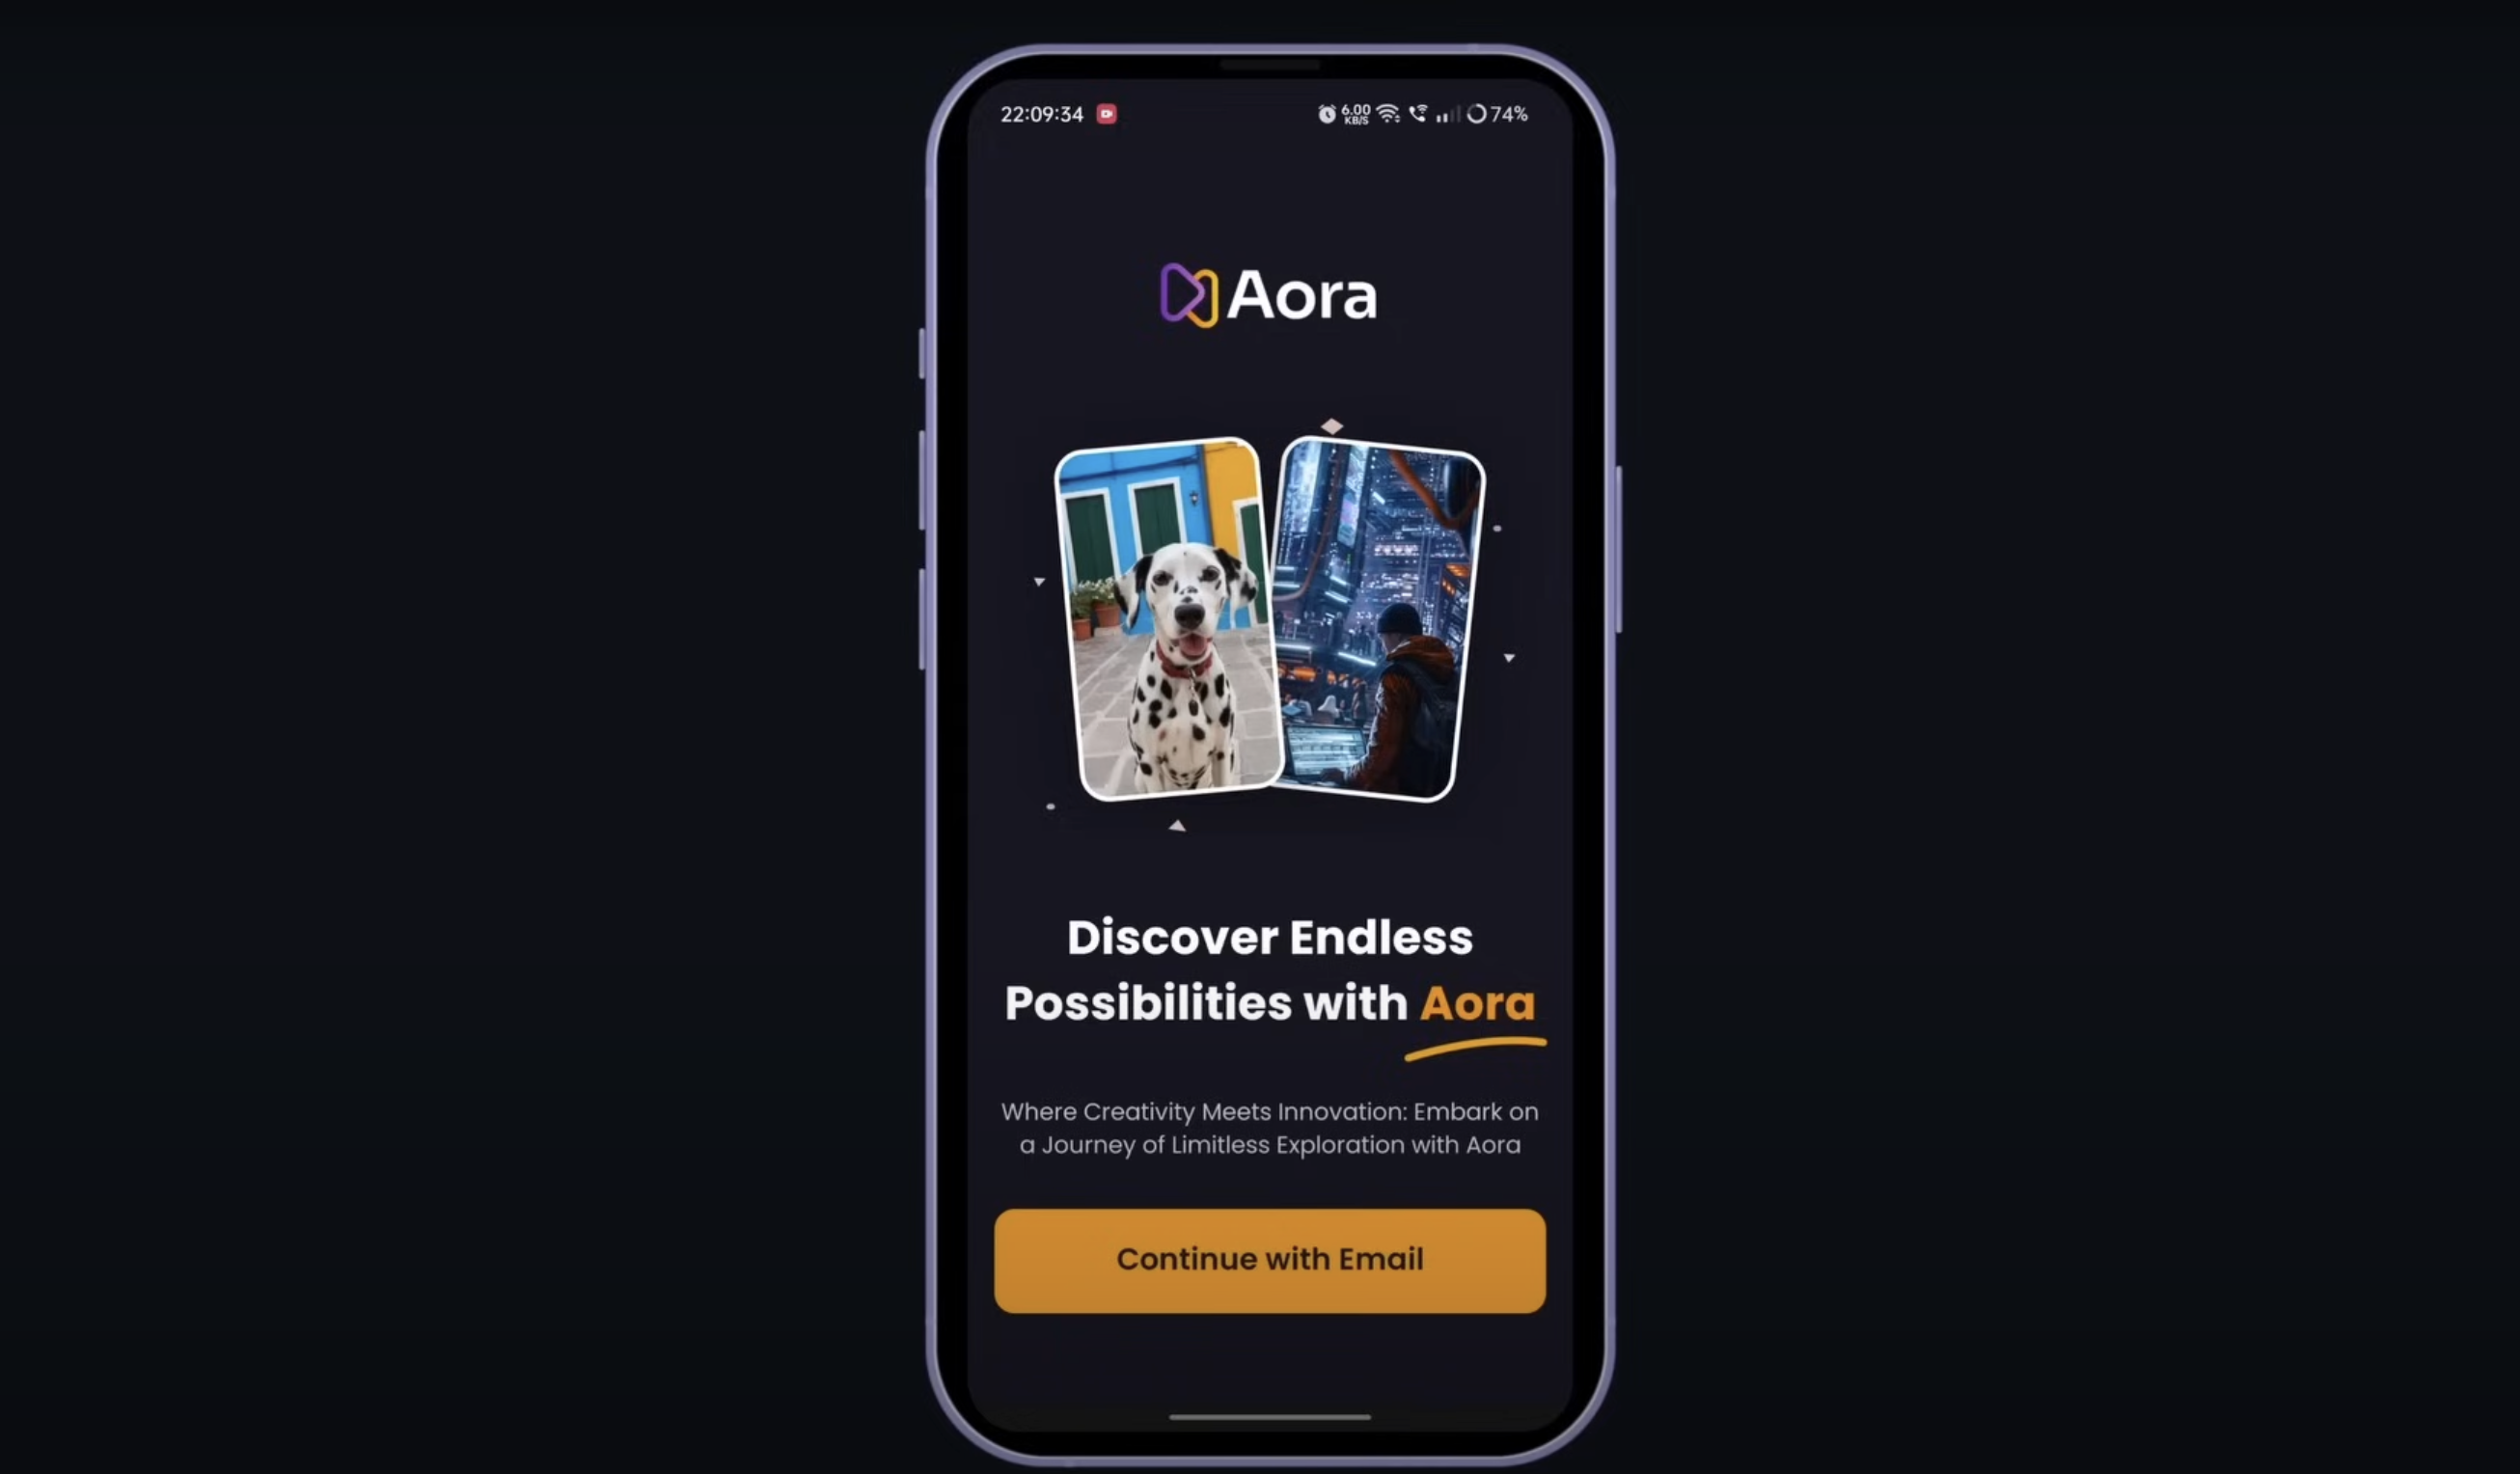 22:09:34
6.00
KB/S
74%
Aora
Discover Endless
Possibilities with Aora
Where Creativity Meets Innovation: Embark on
a Journey of Limitless Exploration with Aora
Continue with Email